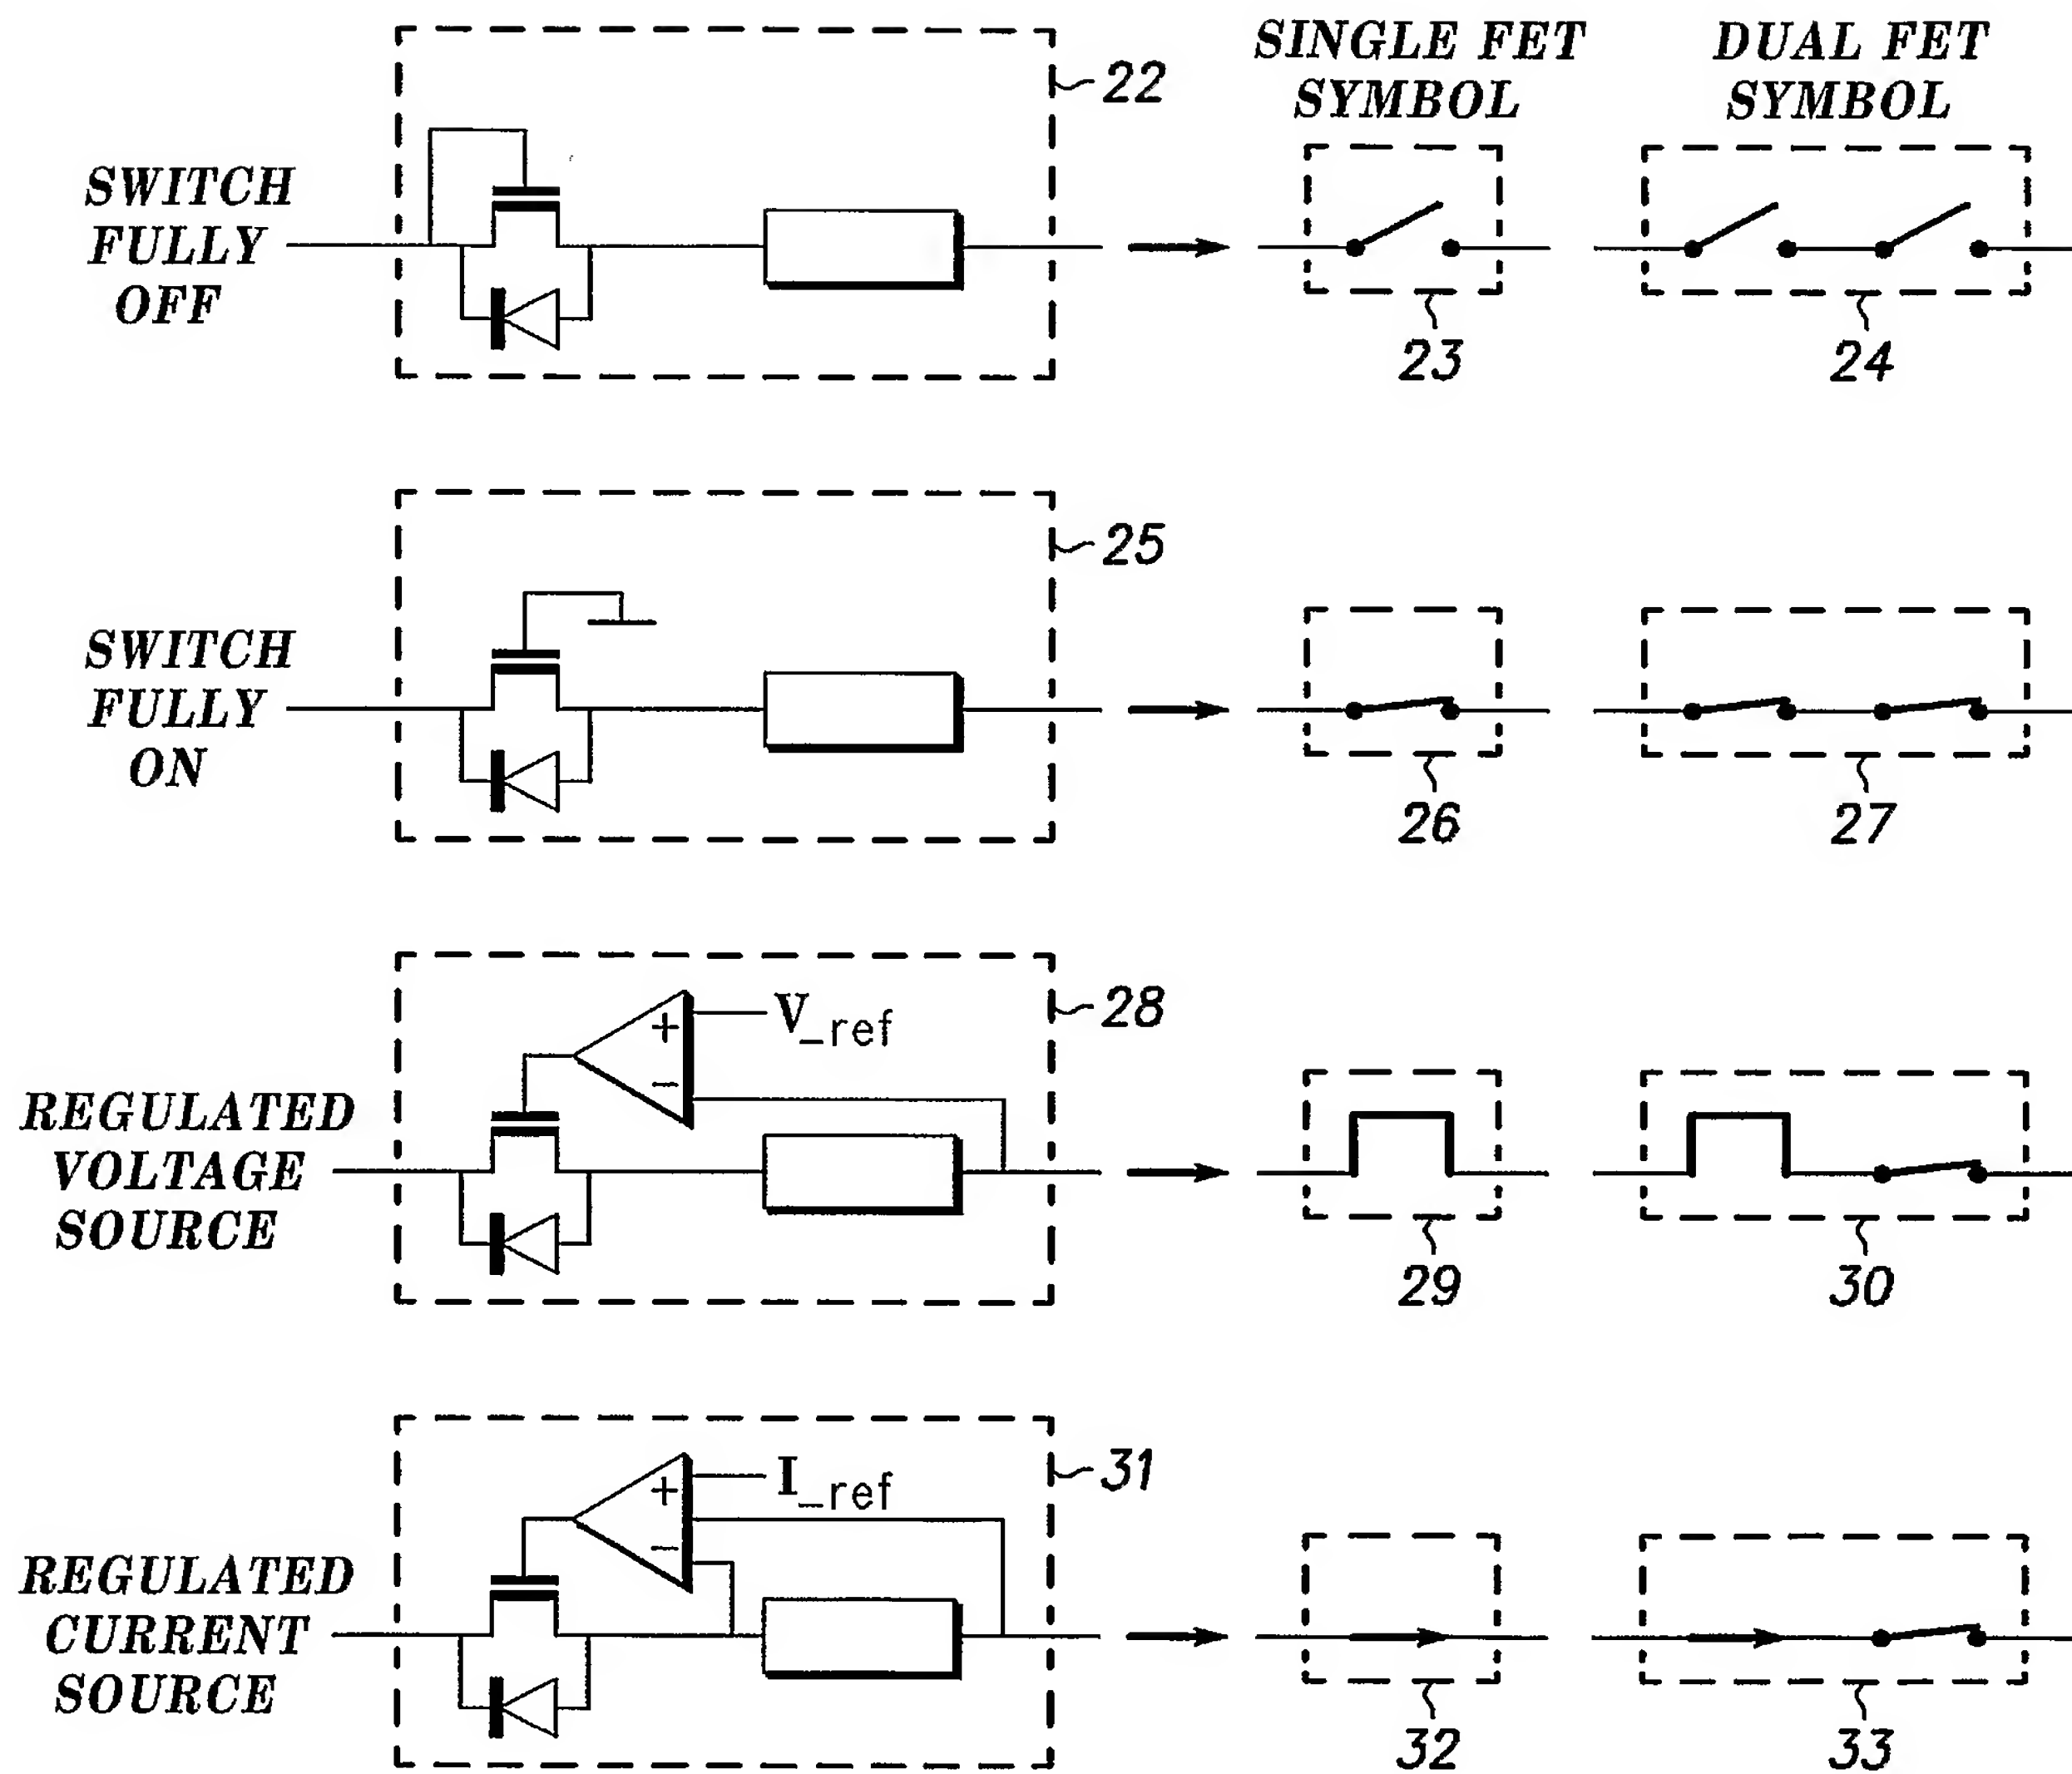 SINGLE FET
SYMBOL
DUAL FET
SYMBOL
22
SWITCH
FULLY
OFF
23
24
25
SWITCH
FULLY
ON
26
27
28
+
V_ref
−
REGULATED
VOLTAGE
SOURCE
29
30
31
+
I_ref
−
REGULATED
CURRENT
SOURCE
32
33